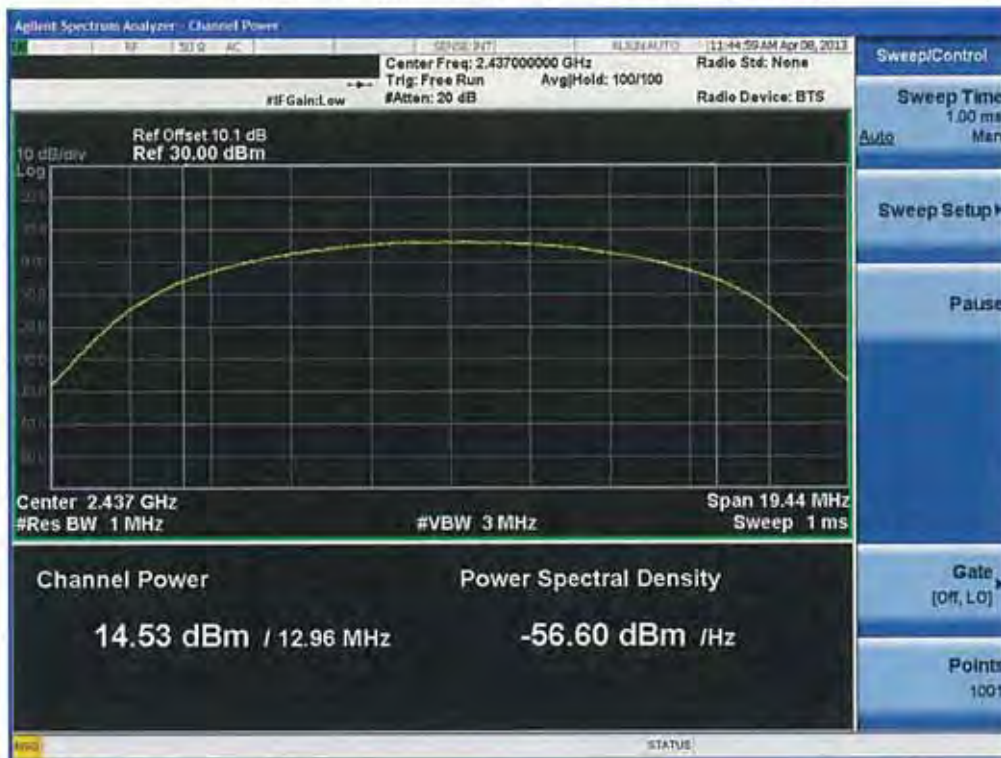 Agilent Spectrum Analyzer - Channel Power
RF 50 Ω AC SENSE:INT ALIGN AUTO 11:44:59 AM Apr 08, 2013
Center Freq: 2.437000000 GHz Radio Std: None
Trig: Free Run Avg|Hold: 100/100
#IFGain:Low #Atten: 20 dB Radio Device: BTS
Ref Offset 10.1 dB
10 dB/div Ref 30.00 dBm
Log
Center 2.437 GHz Span 19.44 MHz
#Res BW 1 MHz #VBW 3 MHz Sweep 1 ms
Channel Power Power Spectral Density
14.53 dBm / 12.96 MHz -56.60 dBm /Hz
MSG STATUS
Sweep/Control
Sweep Time
1.00 ms
Auto Man
Sweep Setup
Pause
Gate
[Off, LO]
Points
1001